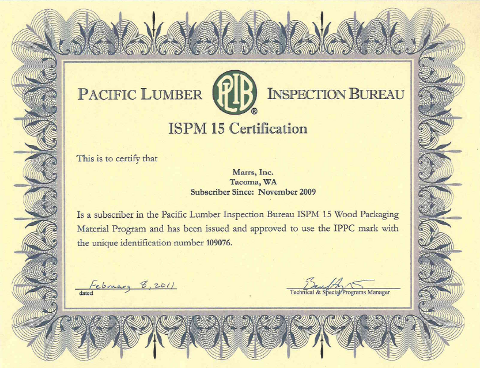 PACIFIC LUMBER PLIB ® INSPECTION BUREAU
ISPM 15 Certification
This is to certify that
Marrs, Inc.
Tacoma, WA
Subscriber Since: November 2009
Is a subscriber in the Pacific Lumber Inspection Bureau ISPM 15 Wood Packaging
Material Program and has been issued and approved to use the IPPC mark with
the unique identification number 109076.
February 8, 2011
dated
Technical & Special Programs Manager